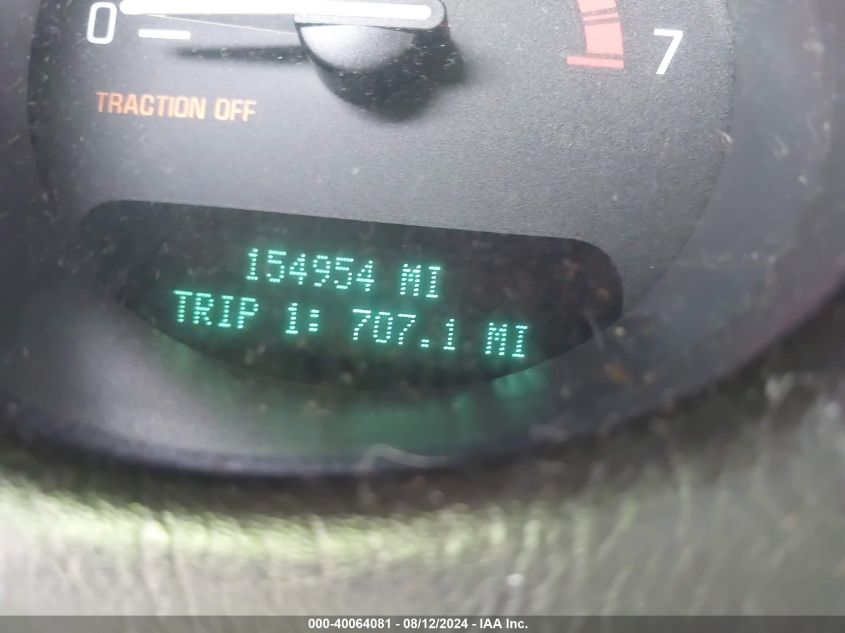 0
7
TRACTION OFF
154954 MI
TRIP 1: 707.1 MI
000-40064081 - 08/12/2024 - IAA Inc.